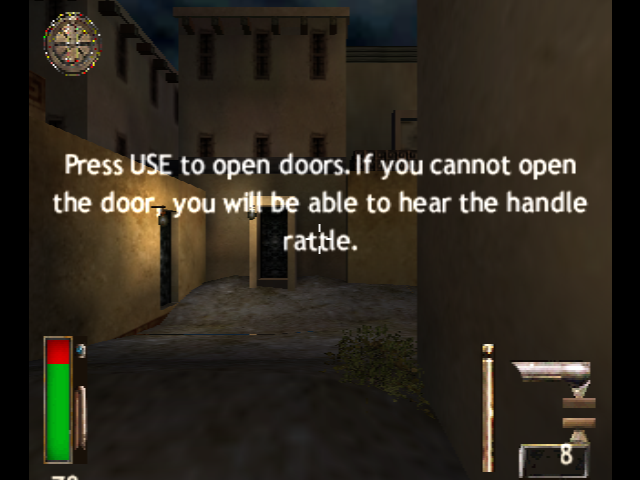 Press USE to open doors. If you cannot open
the door, you will be able to hear the handle
rattle.
8